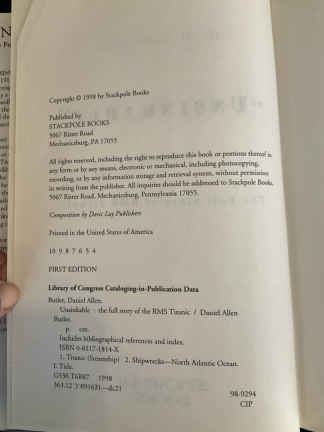 Copyright © 1998 by Stackpole Books
Published by
STACKPOLE BOOKS
5067 Ritter Road
Mechanicsburg, PA 17055
All rights reserved, including the right to reproduce this book or portions thereof in
any form or by any means, electronic or mechanical, including photocopying,
recording, or by any information storage and retrieval system, without permission
in writing from the publisher. All inquiries should be addressed to Stackpole Books,
5067 Ritter Road, Mechanicsburg, Pennsylvania 17055.
Composition by Doric Lay Publishers
Printed in the United States of America
10 9 8 7 6 5 4
FIRST EDITION
Library of Congress Cataloging-in-Publication Data
Butler, Daniel Allen.
Unsinkable : the full story of the RMS Titanic / Daniel Allen
Butler.
p. cm.
Includes bibliographical references and index.
ISBN 0-8117-1814-X
1. Titanic (Steamship) 2. Shipwrecks—North Atlantic Ocean.
I. Title.
G530.T6B87 1998
dc21
98-9294
CIP